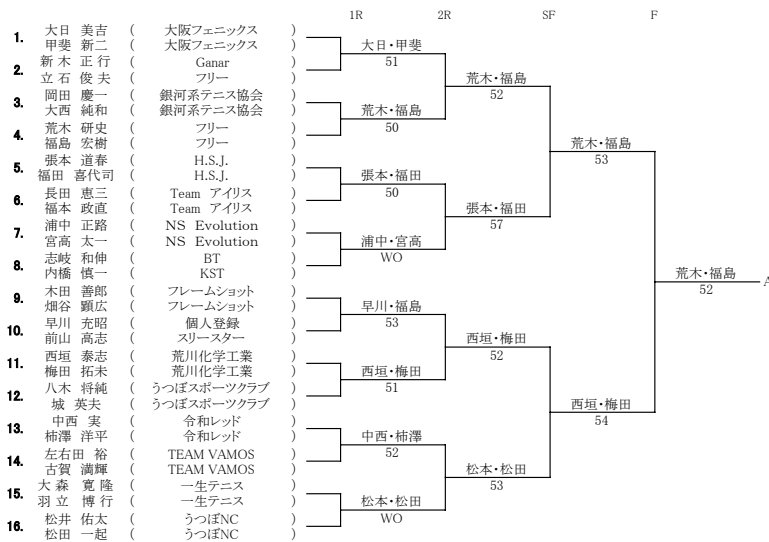 1R 2R SF F
1. 大日 美吉 ( 大阪フェニックス )
甲斐 新二 ( 大阪フェニックス )
2. 新木 正行 ( Ganar )
立石 俊夫 ( フリー )
3. 岡田 慶一 ( 銀河系テニス協会 )
大西 純和 ( 銀河系テニス協会 )
4. 荒木 研史 ( フリー )
福島 宏樹 ( フリー )
5. 張本 道春 ( H.S.J. )
福田 喜代司 ( H.S.J. )
6. 長田 恵三 ( Team アイリス )
福本 政直 ( Team アイリス )
7. 浦中 正路 ( NS Evolution )
宮高 太一 ( NS Evolution )
8. 志岐 和伸 ( BT )
内橋 慎一 ( KST )
9. 木田 善郎 ( フレームショット )
畑谷 顕広 ( フレームショット )
10. 早川 充昭 ( 個人登録 )
前山 高志 ( スリースター )
11. 西垣 泰志 ( 荒川化学工業 )
梅田 拓未 ( 荒川化学工業 )
12. 八木 将純 ( うつぼスポーツクラブ )
城 英夫 ( うつぼスポーツクラブ )
13. 中西 実 ( 令和レッド )
柿澤 洋平 ( 令和レッド )
14. 左右田 裕 ( TEAM VAMOS )
古賀 満輝 ( TEAM VAMOS )
15. 大森 寛隆 ( 一生テニス )
羽立 博行 ( 一生テニス )
16. 松井 佑太 ( うつぼNC )
松田 一起 ( うつぼNC )
大日・甲斐
51
荒木・福島
50
張本・福田
50
浦中・宮高
WO
早川・福島
53
西垣・梅田
51
中西・柿澤
52
松本・松田
WO
荒木・福島
52
張本・福田
57
西垣・梅田
52
松本・松田
53
荒木・福島
53
西垣・梅田
54
荒木・福島
52
A